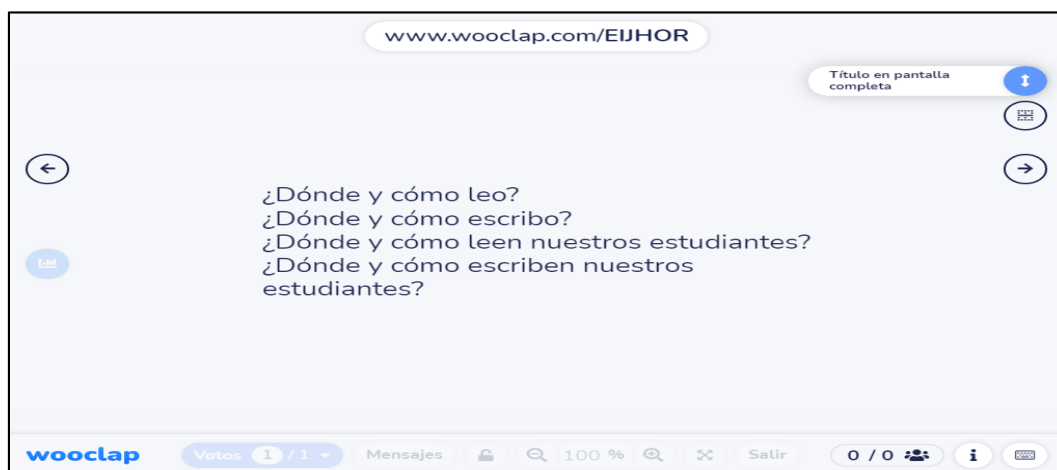 www.wooclap.com/EIJHOR
Título en pantalla
completa
¿Dónde y cómo leo?
¿Dónde y cómo escribo?
¿Dónde y cómo leen nuestros estudiantes?
¿Dónde y cómo escriben nuestros
estudiantes?
wooclap Votos 1 / 1 Mensajes 100 % Salir 0 / 0 i